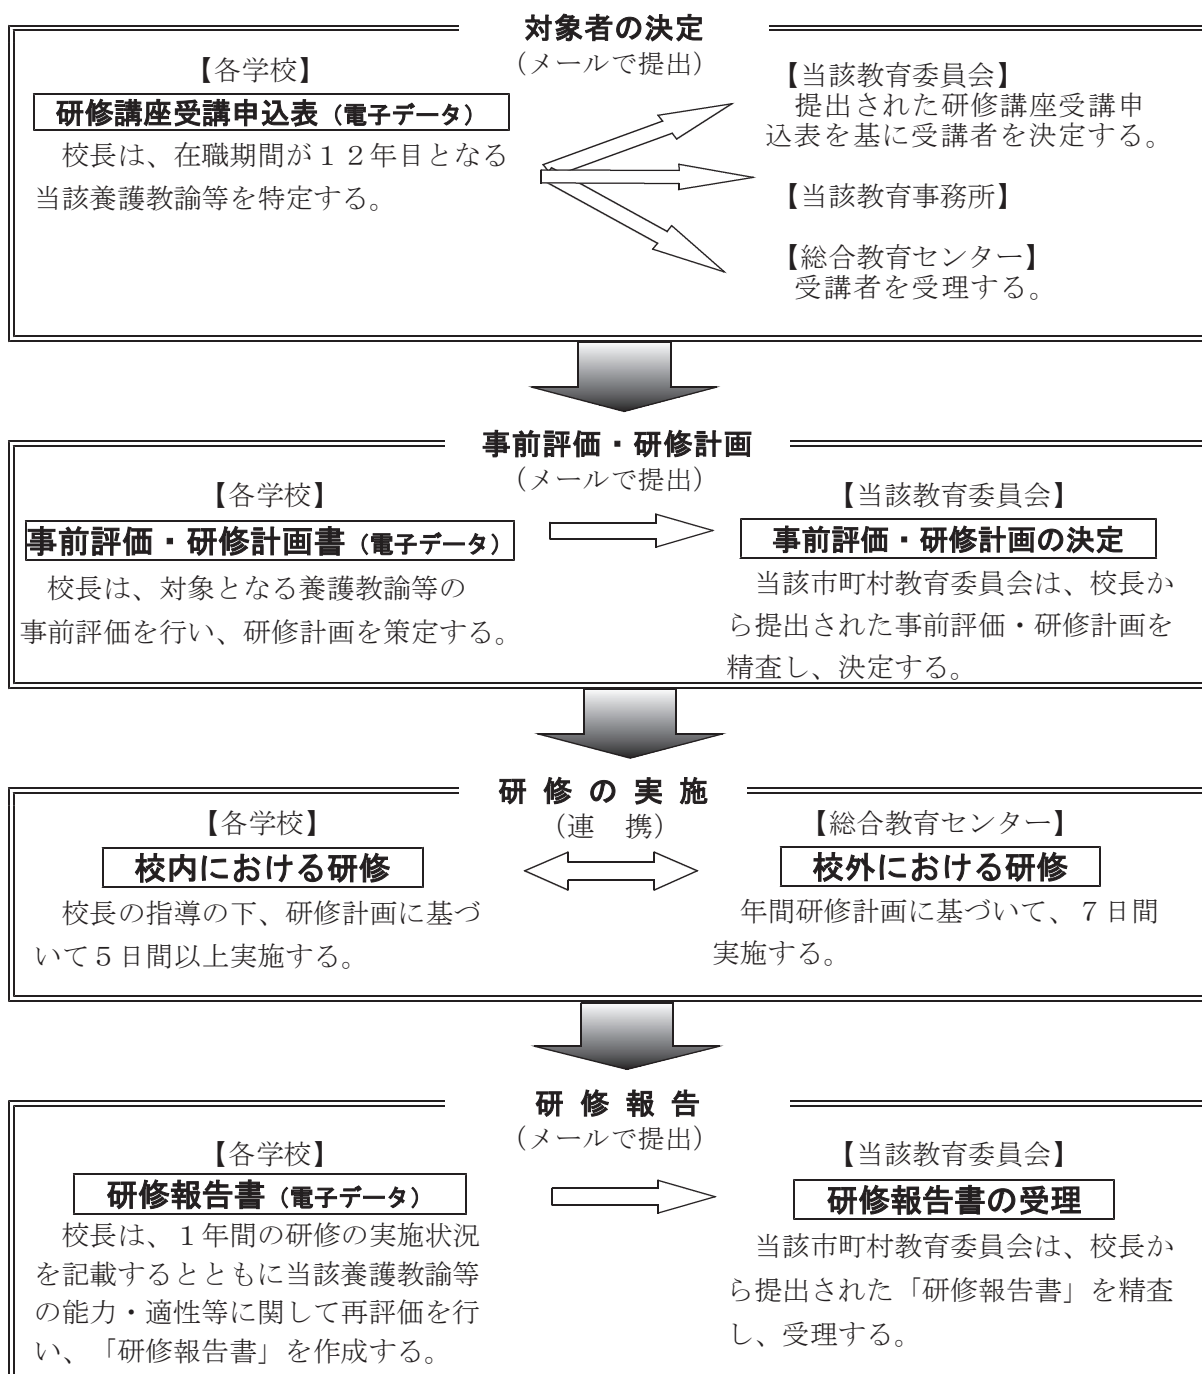 対象者の決定
（メールで提出）
【各学校】
研修講座受講申込表（電子データ）
校長は、在職期間が１２年目となる
当該養護教諭等を特定する。
【当該教育委員会】
提出された研修講座受講申
込表を基に受講者を決定する。
【当該教育事務所】
【総合教育センター】
受講者を受理する。
事前評価・研修計画
（メールで提出）
【各学校】
事前評価・研修計画書（電子データ）
校長は、対象となる養護教諭等の
事前評価を行い、研修計画を策定する。
【当該教育委員会】
事前評価・研修計画の決定
当該市町村教育委員会は、校長か
ら提出された事前評価・研修計画を
精査し、決定する。
研 修 の 実 施
（連　携）
【各学校】
校内における研修
校長の指導の下、研修計画に基づ
いて５日間以上実施する。
【総合教育センター】
校外における研修
年間研修計画に基づいて、７日間
実施する。
研 修 報 告
（メールで提出）
【各学校】
研修報告書（電子データ）
校長は、１年間の研修の実施状況
を記載するとともに当該養護教諭等
の能力・適性等に関して再評価を行
い、「研修報告書」を作成する。
【当該教育委員会】
研修報告書の受理
当該市町村教育委員会は、校長か
ら提出された「研修報告書」を精査
し、受理する。